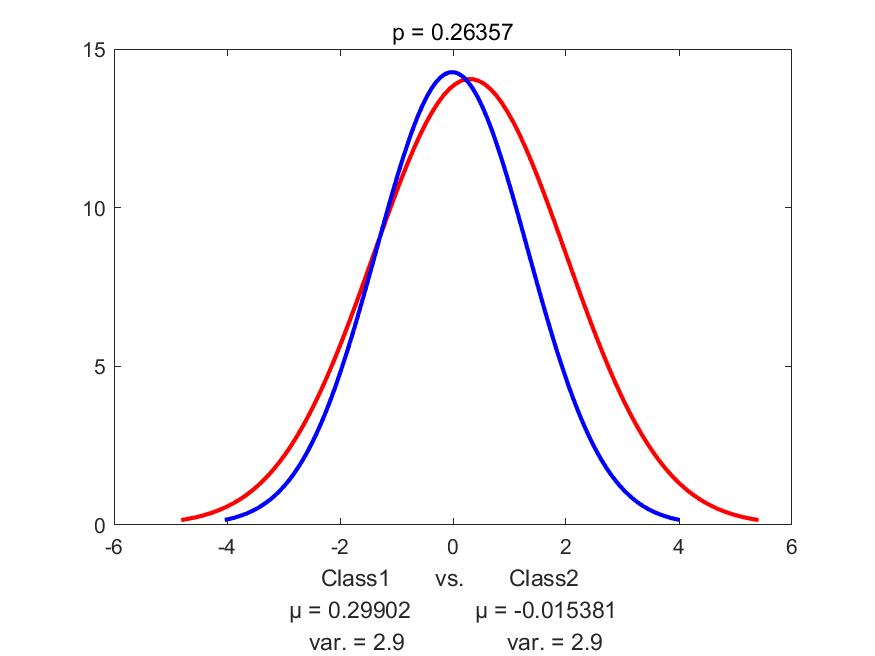 p = 0.26357
15
10
5
0
-6 -4 -2 0 2 4 6
Class1 vs. Class2
μ = 0.29902 μ = -0.015381
var. = 2.9 var. = 2.9